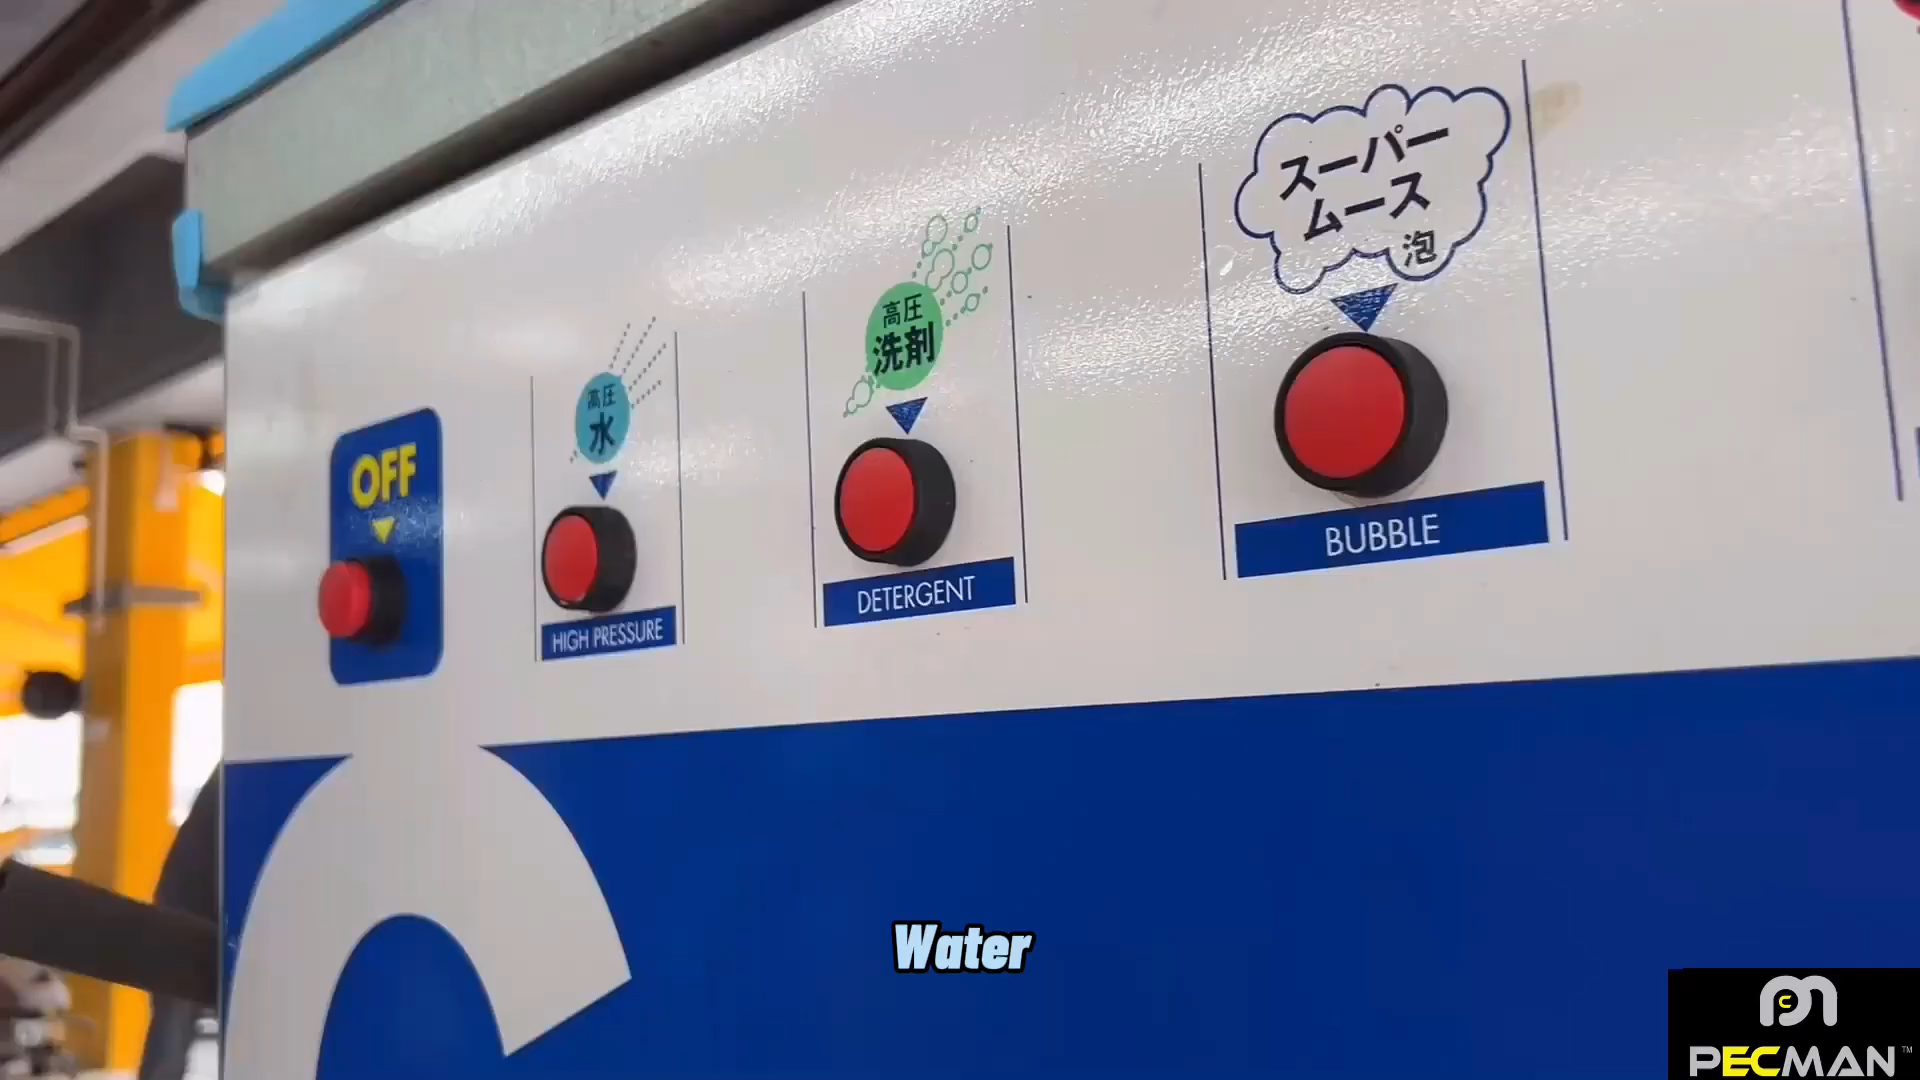 スーパー
ムース
泡
高圧
洗剤
高圧
水
OFF
HIGH PRESSURE
DETERGENT
BUBBLE
Water
PECMAN™